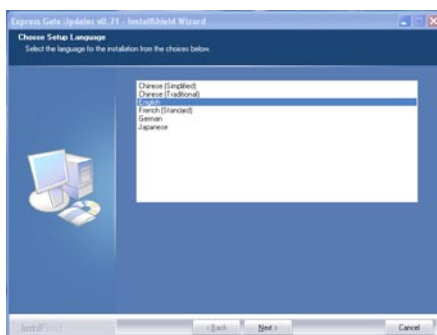 Express Gate Updater v0.71 - InstallShield Wizard
Choose Setup Language
Select the language for the installation from the choices below.
Chinese (Simplified)
Chinese (Traditional)
English
French (Standard)
German
Japanese
InstallShield
< Back
Next >
Cancel